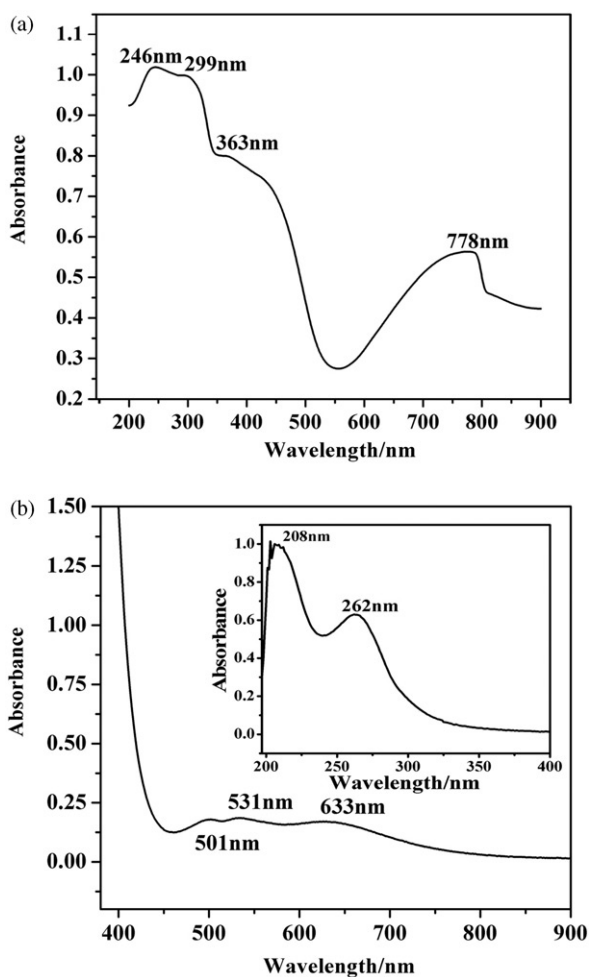 (a)
1.1
246nm
299nm
1.0
0.9
363nm
0.8
0.7
778nm
0.6
0.5
0.4
0.3
0.2
Absorbance
200 300 400 500 600 700 800 900
Wavelength/nm
(b)
1.50
1.25
1.00
0.75
0.50
0.25
0.00
Absorbance
208nm
262nm
1.0
0.8
0.6
0.4
0.2
0.0
Absorbance
200 250 300 350 400
Wavelength/nm
531nm
633nm
501nm
400 500 600 700 800 900
Wavelength/nm